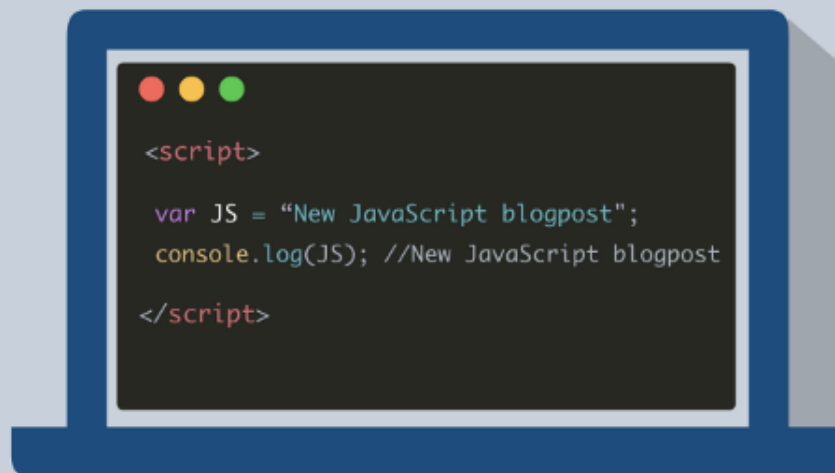 <script>
var JS = “New JavaScript blogpost";
console.log(JS); //New JavaScript blogpost
</script>